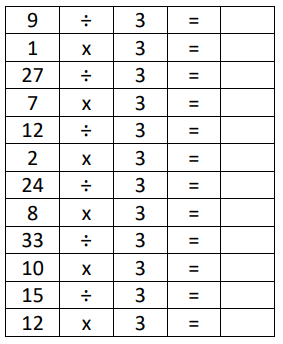 9 ÷ 3 =
1 x 3 =
27 ÷ 3 =
7 x 3 =
12 ÷ 3 =
2 x 3 =
24 ÷ 3 =
8 x 3 =
33 ÷ 3 =
10 x 3 =
15 ÷ 3 =
12 x 3 =